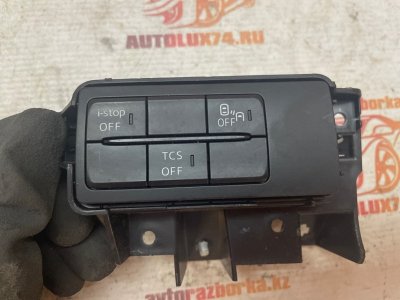 AUTOLUX74.RU
i-stop
OFF
OFF
TCS
OFF
autorazborka.kz